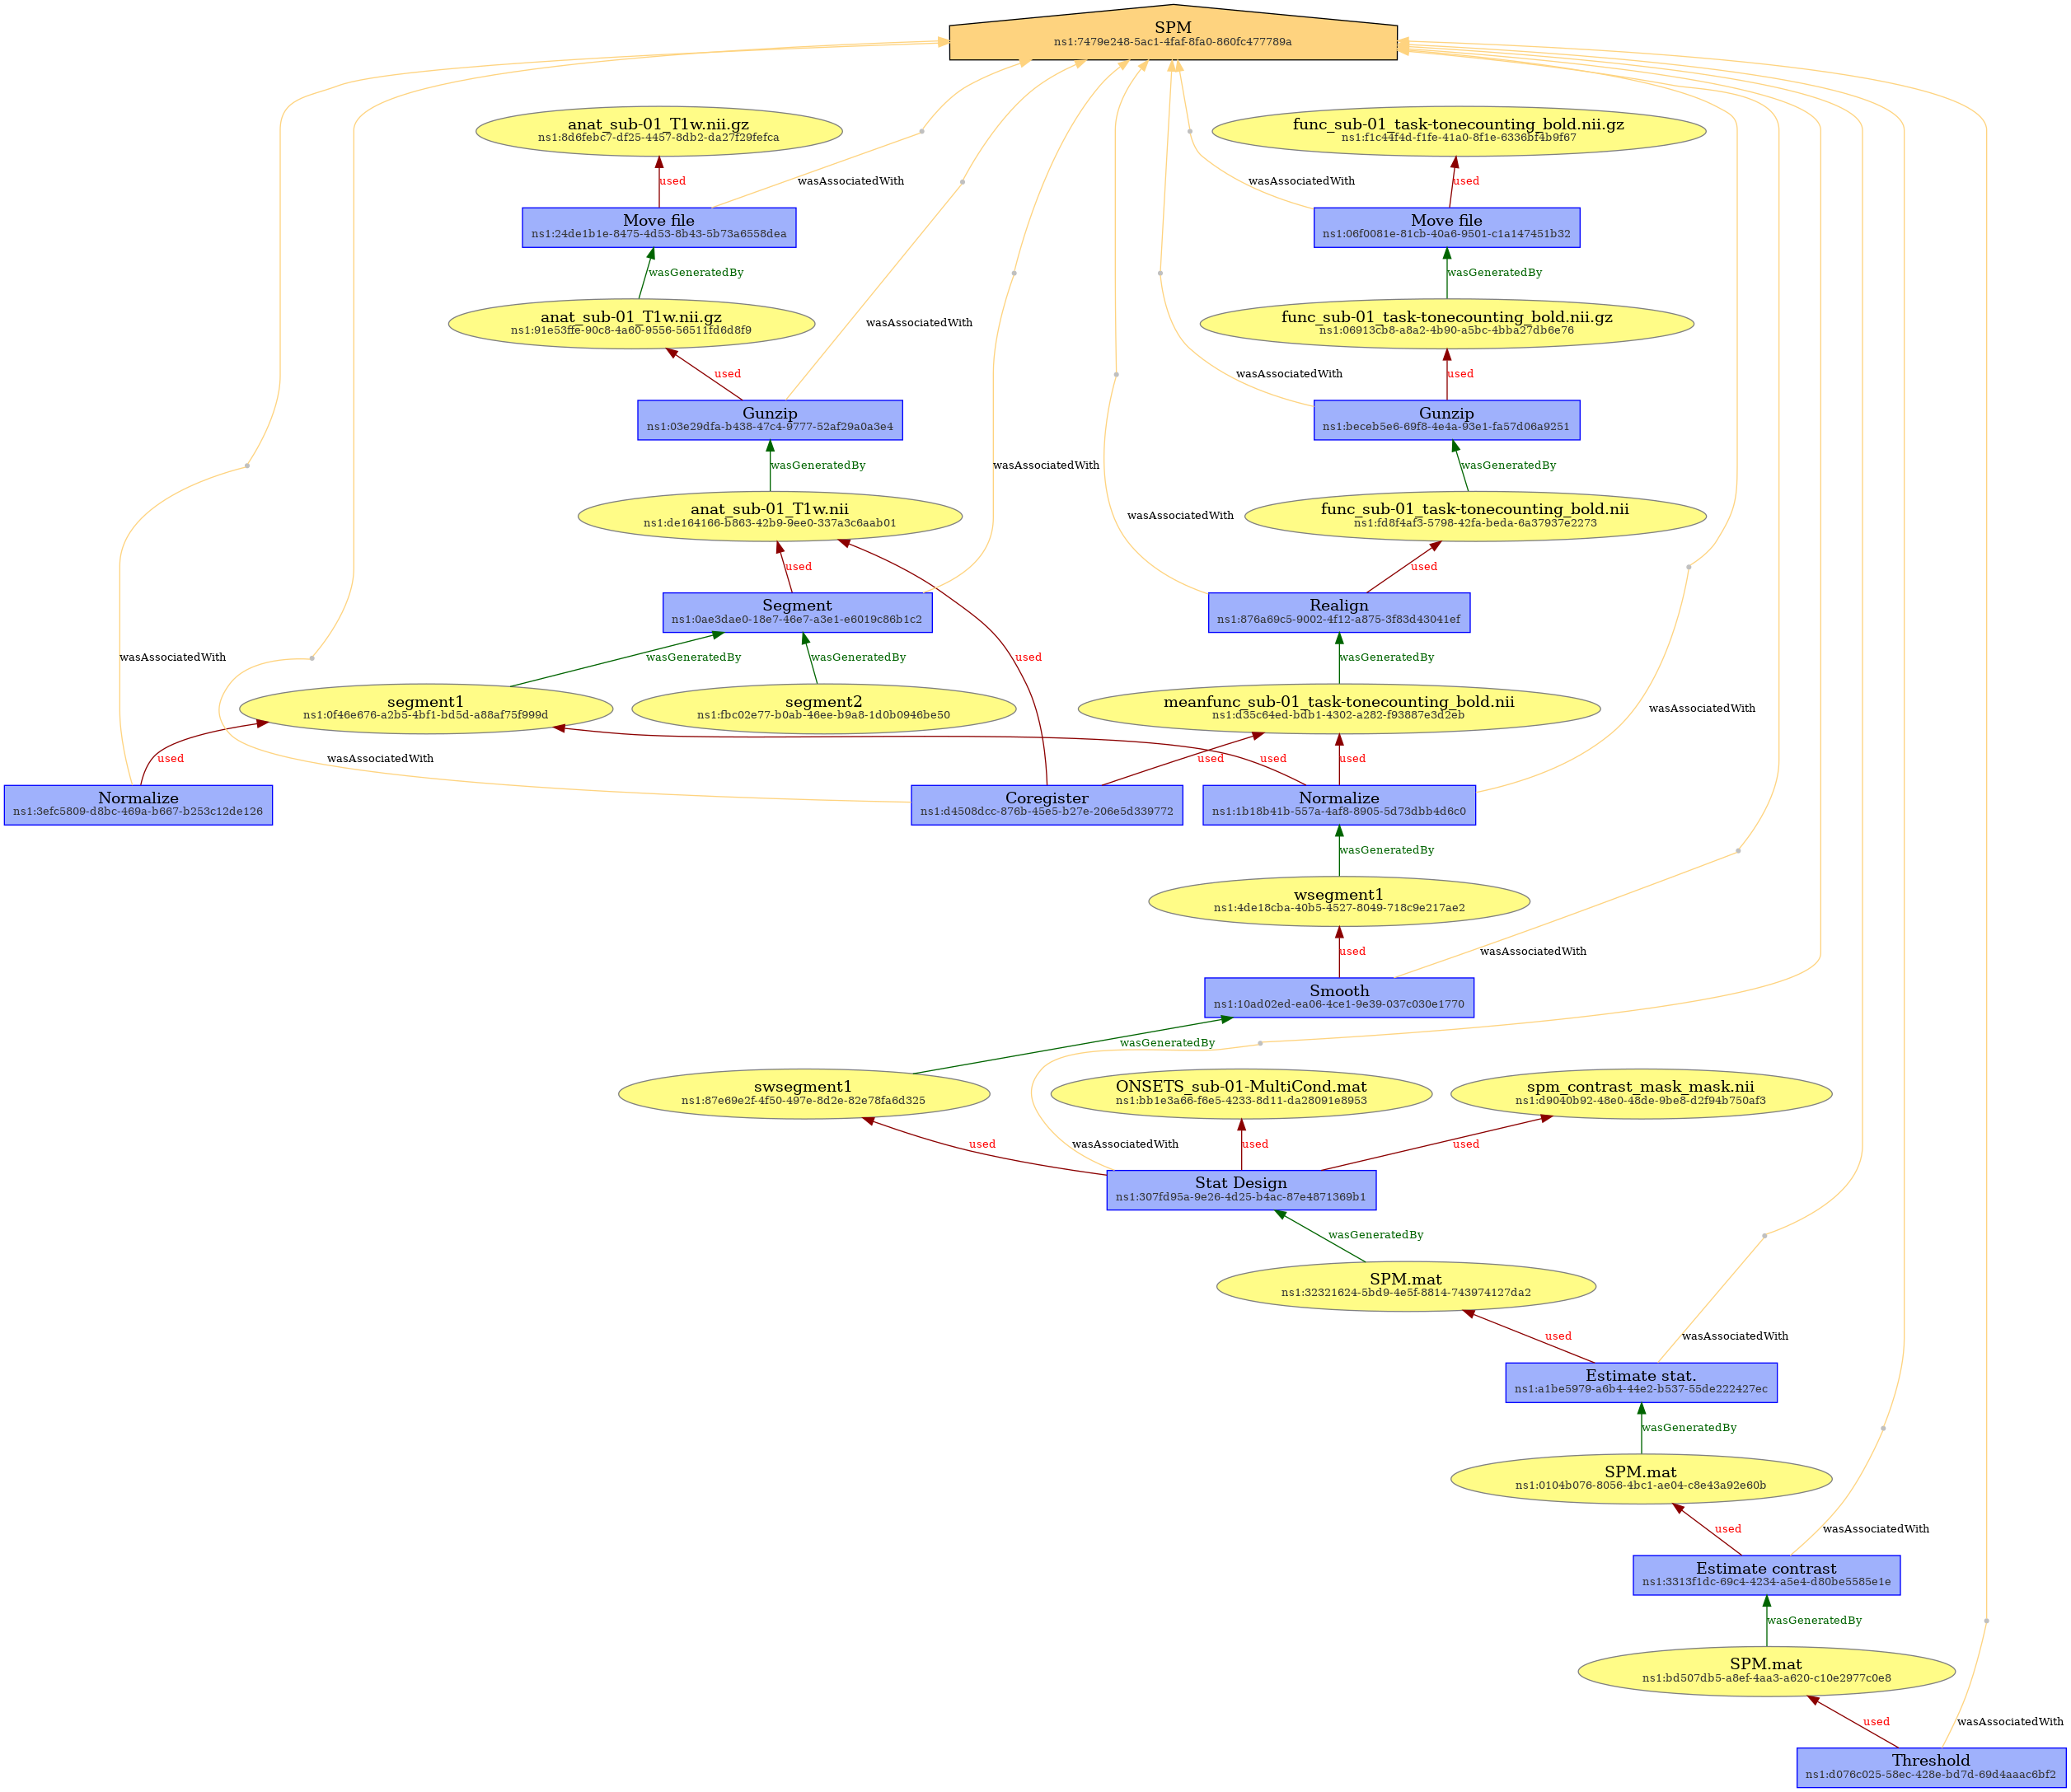 SPM
ns1:7479e248-5ac1-4faf-8fa0-860fc477789a
anat_sub-01_T1w.nii.gz
ns1:8d6febc7-df25-4457-8db2-da27f29fefca
func_sub-01_task-tonecounting_bold.nii.gz
ns1:f1c44f4d-f1fe-41a0-8f1e-6336bf4b9f67
used
wasAssociatedWith
wasAssociatedWith
used
Move file
ns1:24de1b1e-8475-4d53-8b43-5b73a6558dea
Move file
ns1:06f0081e-81cb-40a6-9501-c1a147451b32
wasGeneratedBy
wasGeneratedBy
anat_sub-01_T1w.nii.gz
ns1:91e53ffe-90c8-4a60-9556-56511fd6d8f9
wasAssociatedWith
func_sub-01_task-tonecounting_bold.nii.gz
ns1:06913cb8-a8a2-4b90-a5bc-4bba27db6e76
used
wasAssociatedWith
used
Gunzip
ns1:03e29dfa-b438-47c4-9777-52af29a0a3e4
Gunzip
ns1:beceb5e6-69f8-4e4a-93e1-fa57d06a9251
wasGeneratedBy
wasAssociatedWith
wasGeneratedBy
anat_sub-01_T1w.nii
ns1:de164166-b863-42b9-9ee0-337a3c6aab01
wasAssociatedWith
func_sub-01_task-tonecounting_bold.nii
ns1:fd8f4af3-5798-42fa-beda-6a37937e2273
used
used
Segment
ns1:0ae3dae0-18e7-46e7-a3e1-e6019c86b1c2
Realign
ns1:876a69c5-9002-4f12-a875-3f83d43041ef
wasAssociatedWith
wasGeneratedBy
wasGeneratedBy
used
wasGeneratedBy
segment1
ns1:0f46e676-a2b5-4bf1-bd5d-a88af75f999d
segment2
ns1:fbc02e77-b0ab-46ee-b9a8-1d0b0946be50
meanfunc_sub-01_task-tonecounting_bold.nii
ns1:d35c64ed-bdb1-4302-a282-f93887e3d2eb
wasAssociatedWith
used
wasAssociatedWith
used
used
used
Normalize
ns1:3efc5809-d8bc-469a-b667-b253c12de126
Coregister
ns1:d4508dcc-876b-45e5-b27e-206e5d339772
Normalize
ns1:1b18b41b-557a-4af8-8905-5d73dbb4d6c0
wasGeneratedBy
wsegment1
ns1:4de18cba-40b5-4527-8049-718c9e217ae2
used
wasAssociatedWith
Smooth
ns1:10ad02ed-ea06-4ce1-9e39-037c030e1770
wasGeneratedBy
swsegment1
ns1:87e69e2f-4f50-497e-8d2e-82e78fa6d325
ONSETS_sub-01-MultiCond.mat
ns1:bb1e3a66-f6e5-4233-8d11-da28091e8953
spm_contrast_mask_mask.nii
ns1:d9040b92-48e0-48de-9be8-d2f94b750af3
used
wasAssociatedWith
used
used
Stat Design
ns1:307fd95a-9e26-4d25-b4ac-87e4871369b1
wasGeneratedBy
SPM.mat
ns1:32321624-5bd9-4e5f-8814-743974127da2
used
wasAssociatedWith
Estimate stat.
ns1:a1be5979-a6b4-44e2-b537-55de222427ec
wasGeneratedBy
SPM.mat
ns1:0104b076-8056-4bc1-ae04-c8e43a92e60b
used
wasAssociatedWith
Estimate contrast
ns1:3313f1dc-69c4-4234-a5e4-d80be5585e1e
wasGeneratedBy
SPM.mat
ns1:bd507db5-a8ef-4aa3-a620-c10e2977c0e8
used
wasAssociatedWith
Threshold
ns1:d076c025-58ec-428e-bd7d-69d4aaac6bf2